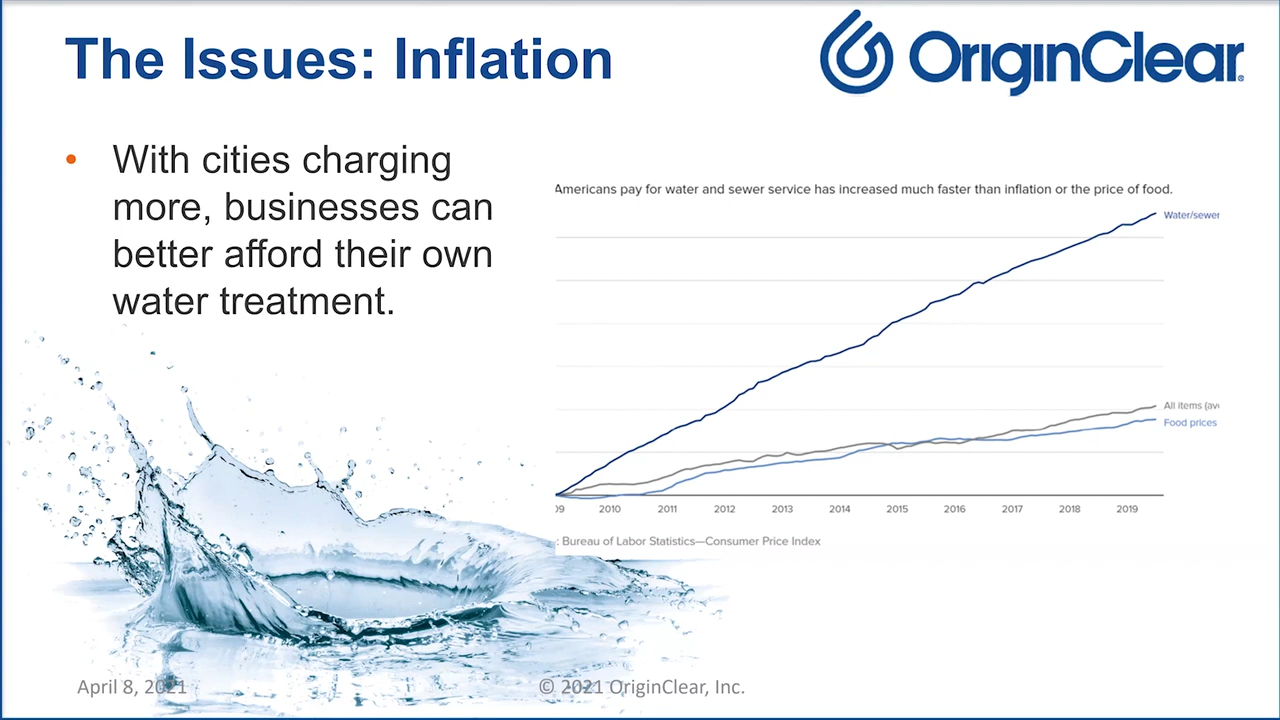 The Issues: Inflation
OriginClear®
• With cities charging
more, businesses can
better afford their own
water treatment.
Americans pay for water and sewer service has increased much faster than inflation or the price of food.
Water/sewer
All items (av
Food prices
09 2010 2011 2012 2013 2014 2015 2016 2017 2018 2019
: Bureau of Labor Statistics—Consumer Price Index
April 8, 2021
© 2021 OriginClear, Inc.